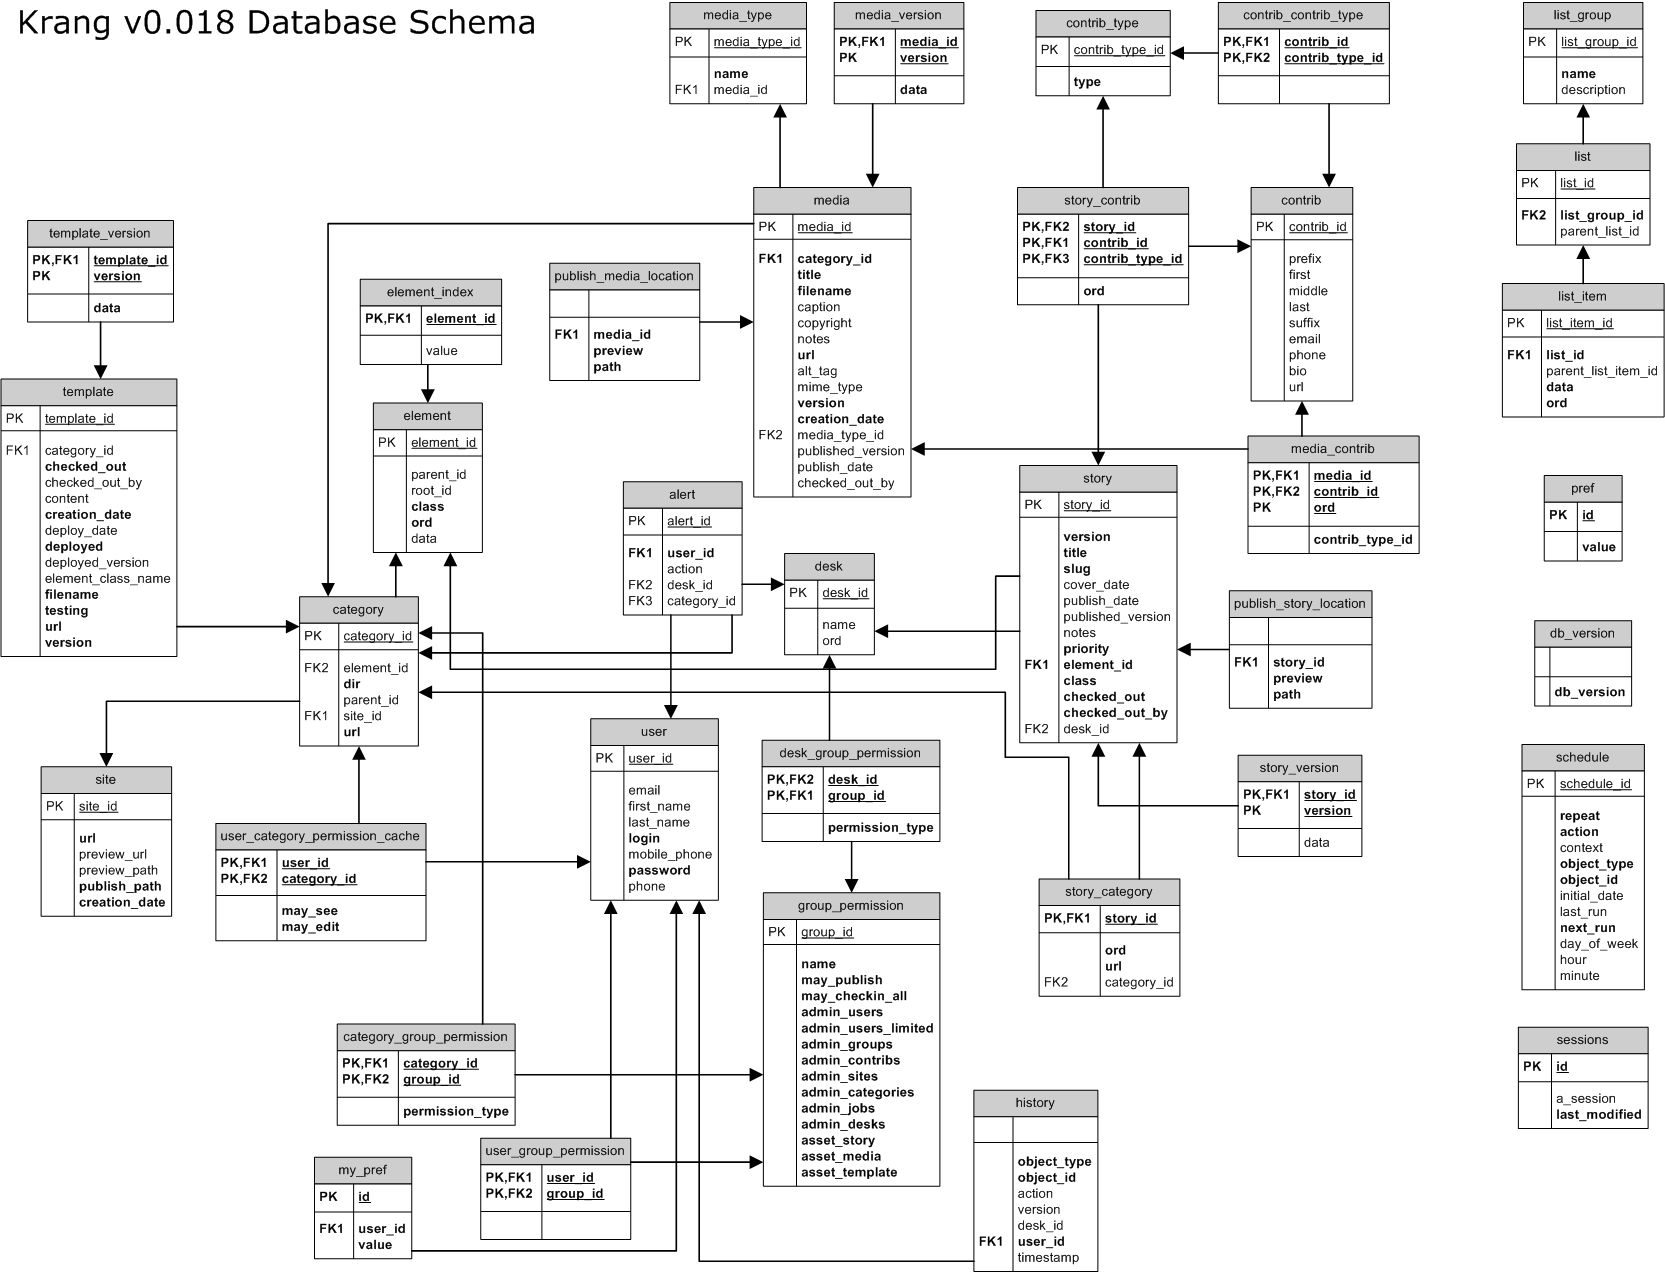 Krang v0.018 Database Schema
media_type
PK media_type_id
name
FK1 media_id
media_version
PK,FK1 media_id
PK version
data
contrib_type
PK contrib_type_id
type
contrib_contrib_type
PK,FK1 contrib_id
PK,FK2 contrib_type_id
list_group
PK list_group_id
name
description
list
PK list_id
FK2 list_group_id
parent_list_id
template_version
PK,FK1 template_id
PK version
data
element_index
PK,FK1 element_id
value
publish_media_location
FK1 media_id
preview
path
media
PK media_id
FK1 category_id
title
filename
caption
copyright
notes
url
alt_tag
mime_type
version
creation_date
FK2 media_type_id
published_version
publish_date
checked_out_by
story_contrib
PK,FK2 story_id
PK,FK1 contrib_id
PK,FK3 contrib_type_id
ord
contrib
PK contrib_id
prefix
first
middle
last
suffix
email
phone
bio
url
list_item
PK list_item_id
FK1 list_id
parent_list_item_id
data
ord
template
PK template_id
FK1 category_id
checked_out
checked_out_by
content
creation_date
deploy_date
deployed
deployed_version
element_class_name
filename
testing
url
version
element
PK element_id
parent_id
root_id
class
ord
data
alert
PK alert_id
FK1 user_id
action
FK2 desk_id
FK3 category_id
desk
PK desk_id
name
ord
story
PK story_id
version
title
slug
cover_date
publish_date
published_version
notes
priority
FK1 element_id
class
checked_out
checked_out_by
FK2 desk_id
media_contrib
PK,FK1 media_id
PK,FK2 contrib_id
PK ord
contrib_type_id
pref
PK id
value
category
PK category_id
FK2 element_id
dir
parent_id
FK1 site_id
url
publish_story_location
FK1 story_id
preview
path
db_version
db_version
site
PK site_id
url
preview_url
preview_path
publish_path
creation_date
user_category_permission_cache
PK,FK1 user_id
PK,FK2 category_id
may_see
may_edit
user
PK user_id
email
first_name
last_name
login
mobile_phone
password
phone
desk_group_permission
PK,FK2 desk_id
PK,FK1 group_id
permission_type
story_version
PK,FK1 story_id
PK version
data
schedule
PK schedule_id
repeat
action
context
object_type
object_id
initial_date
last_run
next_run
day_of_week
hour
minute
group_permission
PK group_id
name
may_publish
may_checkin_all
admin_users
admin_users_limited
admin_groups
admin_contribs
admin_sites
admin_categories
admin_jobs
admin_desks
asset_story
asset_media
asset_template
story_category
PK,FK1 story_id
ord
url
FK2 category_id
category_group_permission
PK,FK1 category_id
PK,FK2 group_id
permission_type
sessions
PK id
a_session
last_modified
history
object_type
object_id
action
version
desk_id
FK1 user_id
timestamp
user_group_permission
PK,FK1 user_id
PK,FK2 group_id
my_pref
PK id
FK1 user_id
value